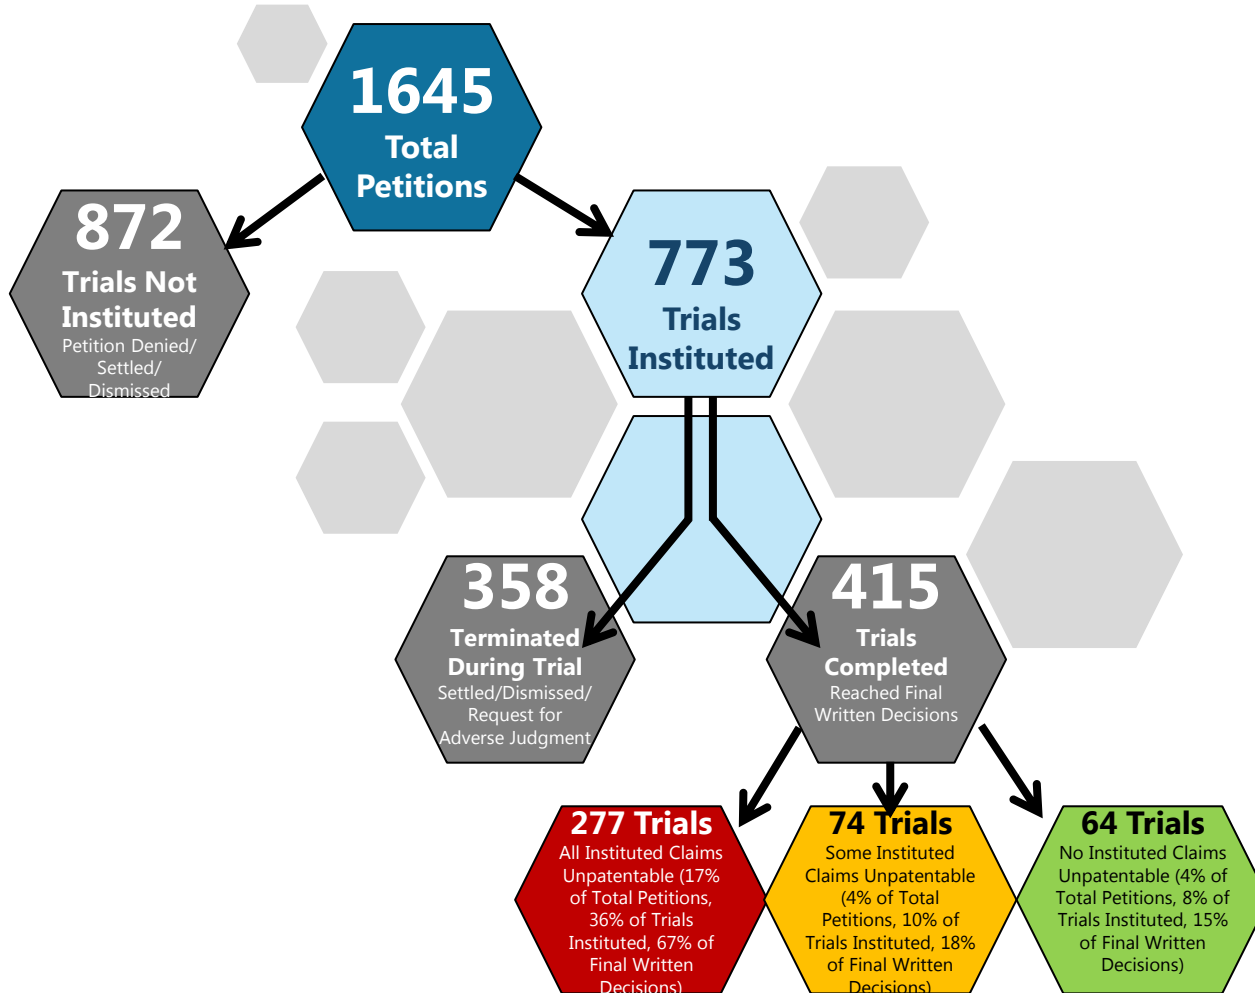 1645
Total
Petitions
872
Trials Not
Instituted
Petition Denied/
Settled/
Dismissed
773
Trials
Instituted
358
Terminated
During Trial
Settled/Dismissed/
Request for
Adverse Judgment
415
Trials
Completed
Reached Final
Written Decisions
277 Trials
All Instituted Claims
Unpatentable (17%
of Total Petitions,
36% of Trials
Instituted, 67% of
Final Written
Decisions)
74 Trials
Some Instituted
Claims Unpatentable
(4% of Total
Petitions, 10% of
Trials Instituted, 18%
of Final Written
Decisions)
64 Trials
No Instituted Claims
Unpatentable (4% of
Total Petitions, 8% of
Trials Instituted, 15%
of Final Written
Decisions)